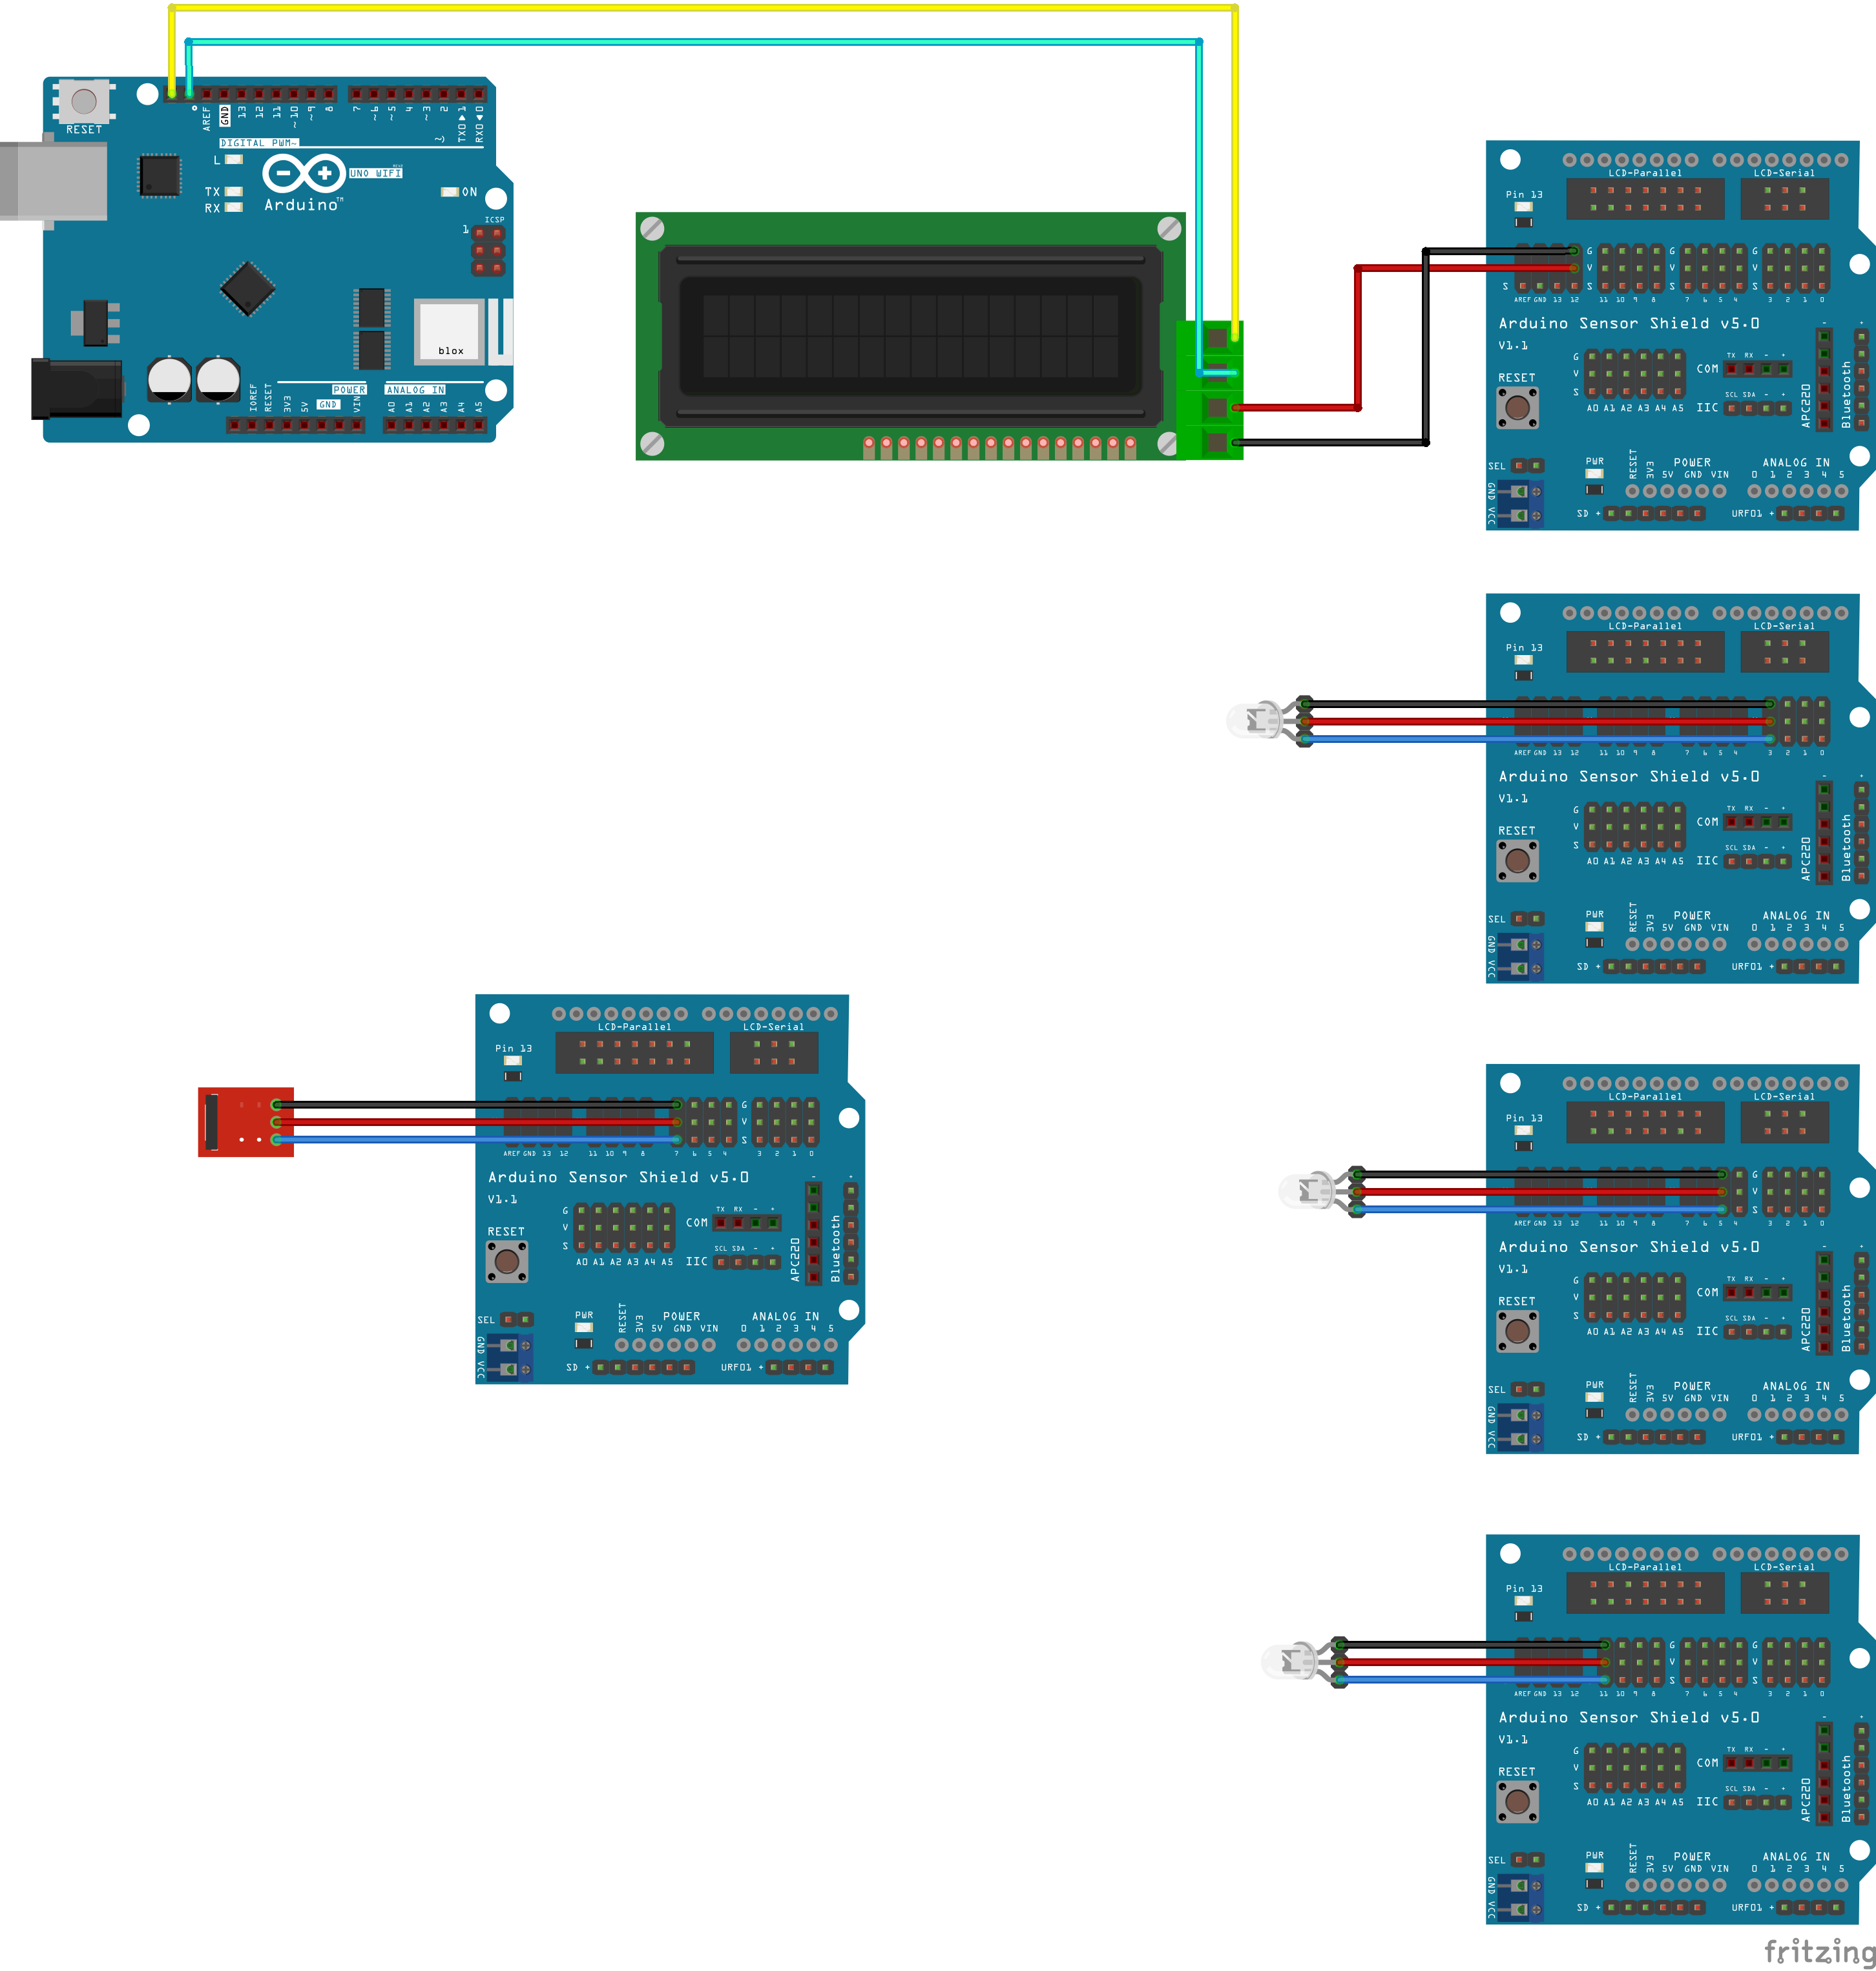 RESET
AREF
GND
13
12
11
~10
~9
8
7
~6
~5
4
~3
2
TX0 ▶ 1
RX0 ◀ 0
DIGITAL PWM~
L
TX
RX
Arduino™
UNO WIFI
ON
ICSP
1
blox
IOREF
RESET
3V3
5V
GND
VIN
POWER
ANALOG IN
A0
A1
A2
A3
A4
A5
LCD-Parallel LCD-Serial
Pin 13
G G G
V V V
S S S S
AREF GND 13 12 11 10 9 8 7 6 5 4 3 2 1 0
Arduino Sensor Shield v5.0
V1.1
- +
G
V
S
TX RX - +
COM
RESET
SCL SDA - +
A0 A1 A2 A3 A4 A5 IIC
APC220
Bluetooth
SEL
PWR
RESET
3V3
POWER ANALOG IN
5V GND VIN 0 1 2 3 4 5
GND VCC
SD + URF01 +
LCD-Parallel LCD-Serial
Pin 13
AREF GND 13 12 11 10 9 8 7 6 5 4 3 2 1 0
Arduino Sensor Shield v5.0
V1.1
- +
G
V
S
TX RX - +
COM
RESET
SCL SDA - +
A0 A1 A2 A3 A4 A5 IIC
APC220
Bluetooth
SEL
PWR
RESET
3V3
POWER ANALOG IN
5V GND VIN 0 1 2 3 4 5
GND VCC
SD + URF01 +
LCD-Parallel LCD-Serial
Pin 13
G
V
S
AREF GND 13 12 11 10 9 8 7 6 5 4 3 2 1 0
Arduino Sensor Shield v5.0
V1.1
- +
G
V
S
TX RX - +
COM
RESET
SCL SDA - +
A0 A1 A2 A3 A4 A5 IIC
APC220
Bluetooth
SEL
PWR
RESET
3V3
POWER ANALOG IN
5V GND VIN 0 1 2 3 4 5
GND VCC
SD + URF01 +
LCD-Parallel LCD-Serial
Pin 13
G
V
S
AREF GND 13 12 11 10 9 8 7 6 5 4 3 2 1 0
Arduino Sensor Shield v5.0
V1.1
- +
G
V
S
TX RX - +
COM
RESET
SCL SDA - +
A0 A1 A2 A3 A4 A5 IIC
APC220
Bluetooth
SEL
PWR
RESET
3V3
POWER ANALOG IN
5V GND VIN 0 1 2 3 4 5
GND VCC
SD + URF01 +
LCD-Parallel LCD-Serial
Pin 13
G G
V V
S S
AREF GND 13 12 11 10 9 8 7 6 5 4 3 2 1 0
Arduino Sensor Shield v5.0
V1.1
- +
G
V
S
TX RX - +
COM
RESET
SCL SDA - +
A0 A1 A2 A3 A4 A5 IIC
APC220
Bluetooth
SEL
PWR
RESET
3V3
POWER ANALOG IN
5V GND VIN 0 1 2 3 4 5
GND VCC
SD + URF01 +
fritzing